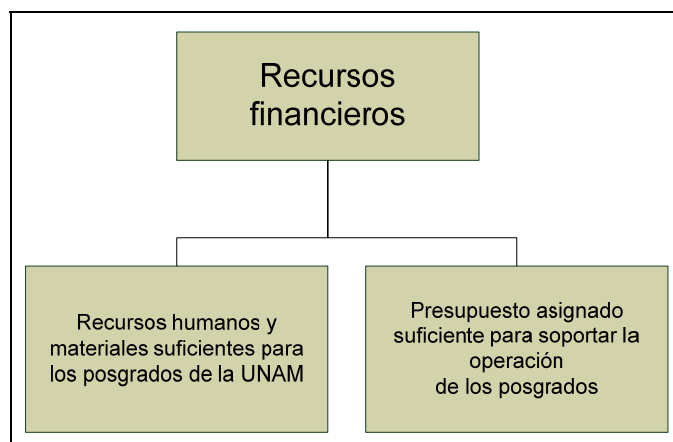 Recursos
financieros
Recursos humanos y
materiales suficientes para
los posgrados de la UNAM
Presupuesto asignado
suficiente para soportar la
operación
de los posgrados